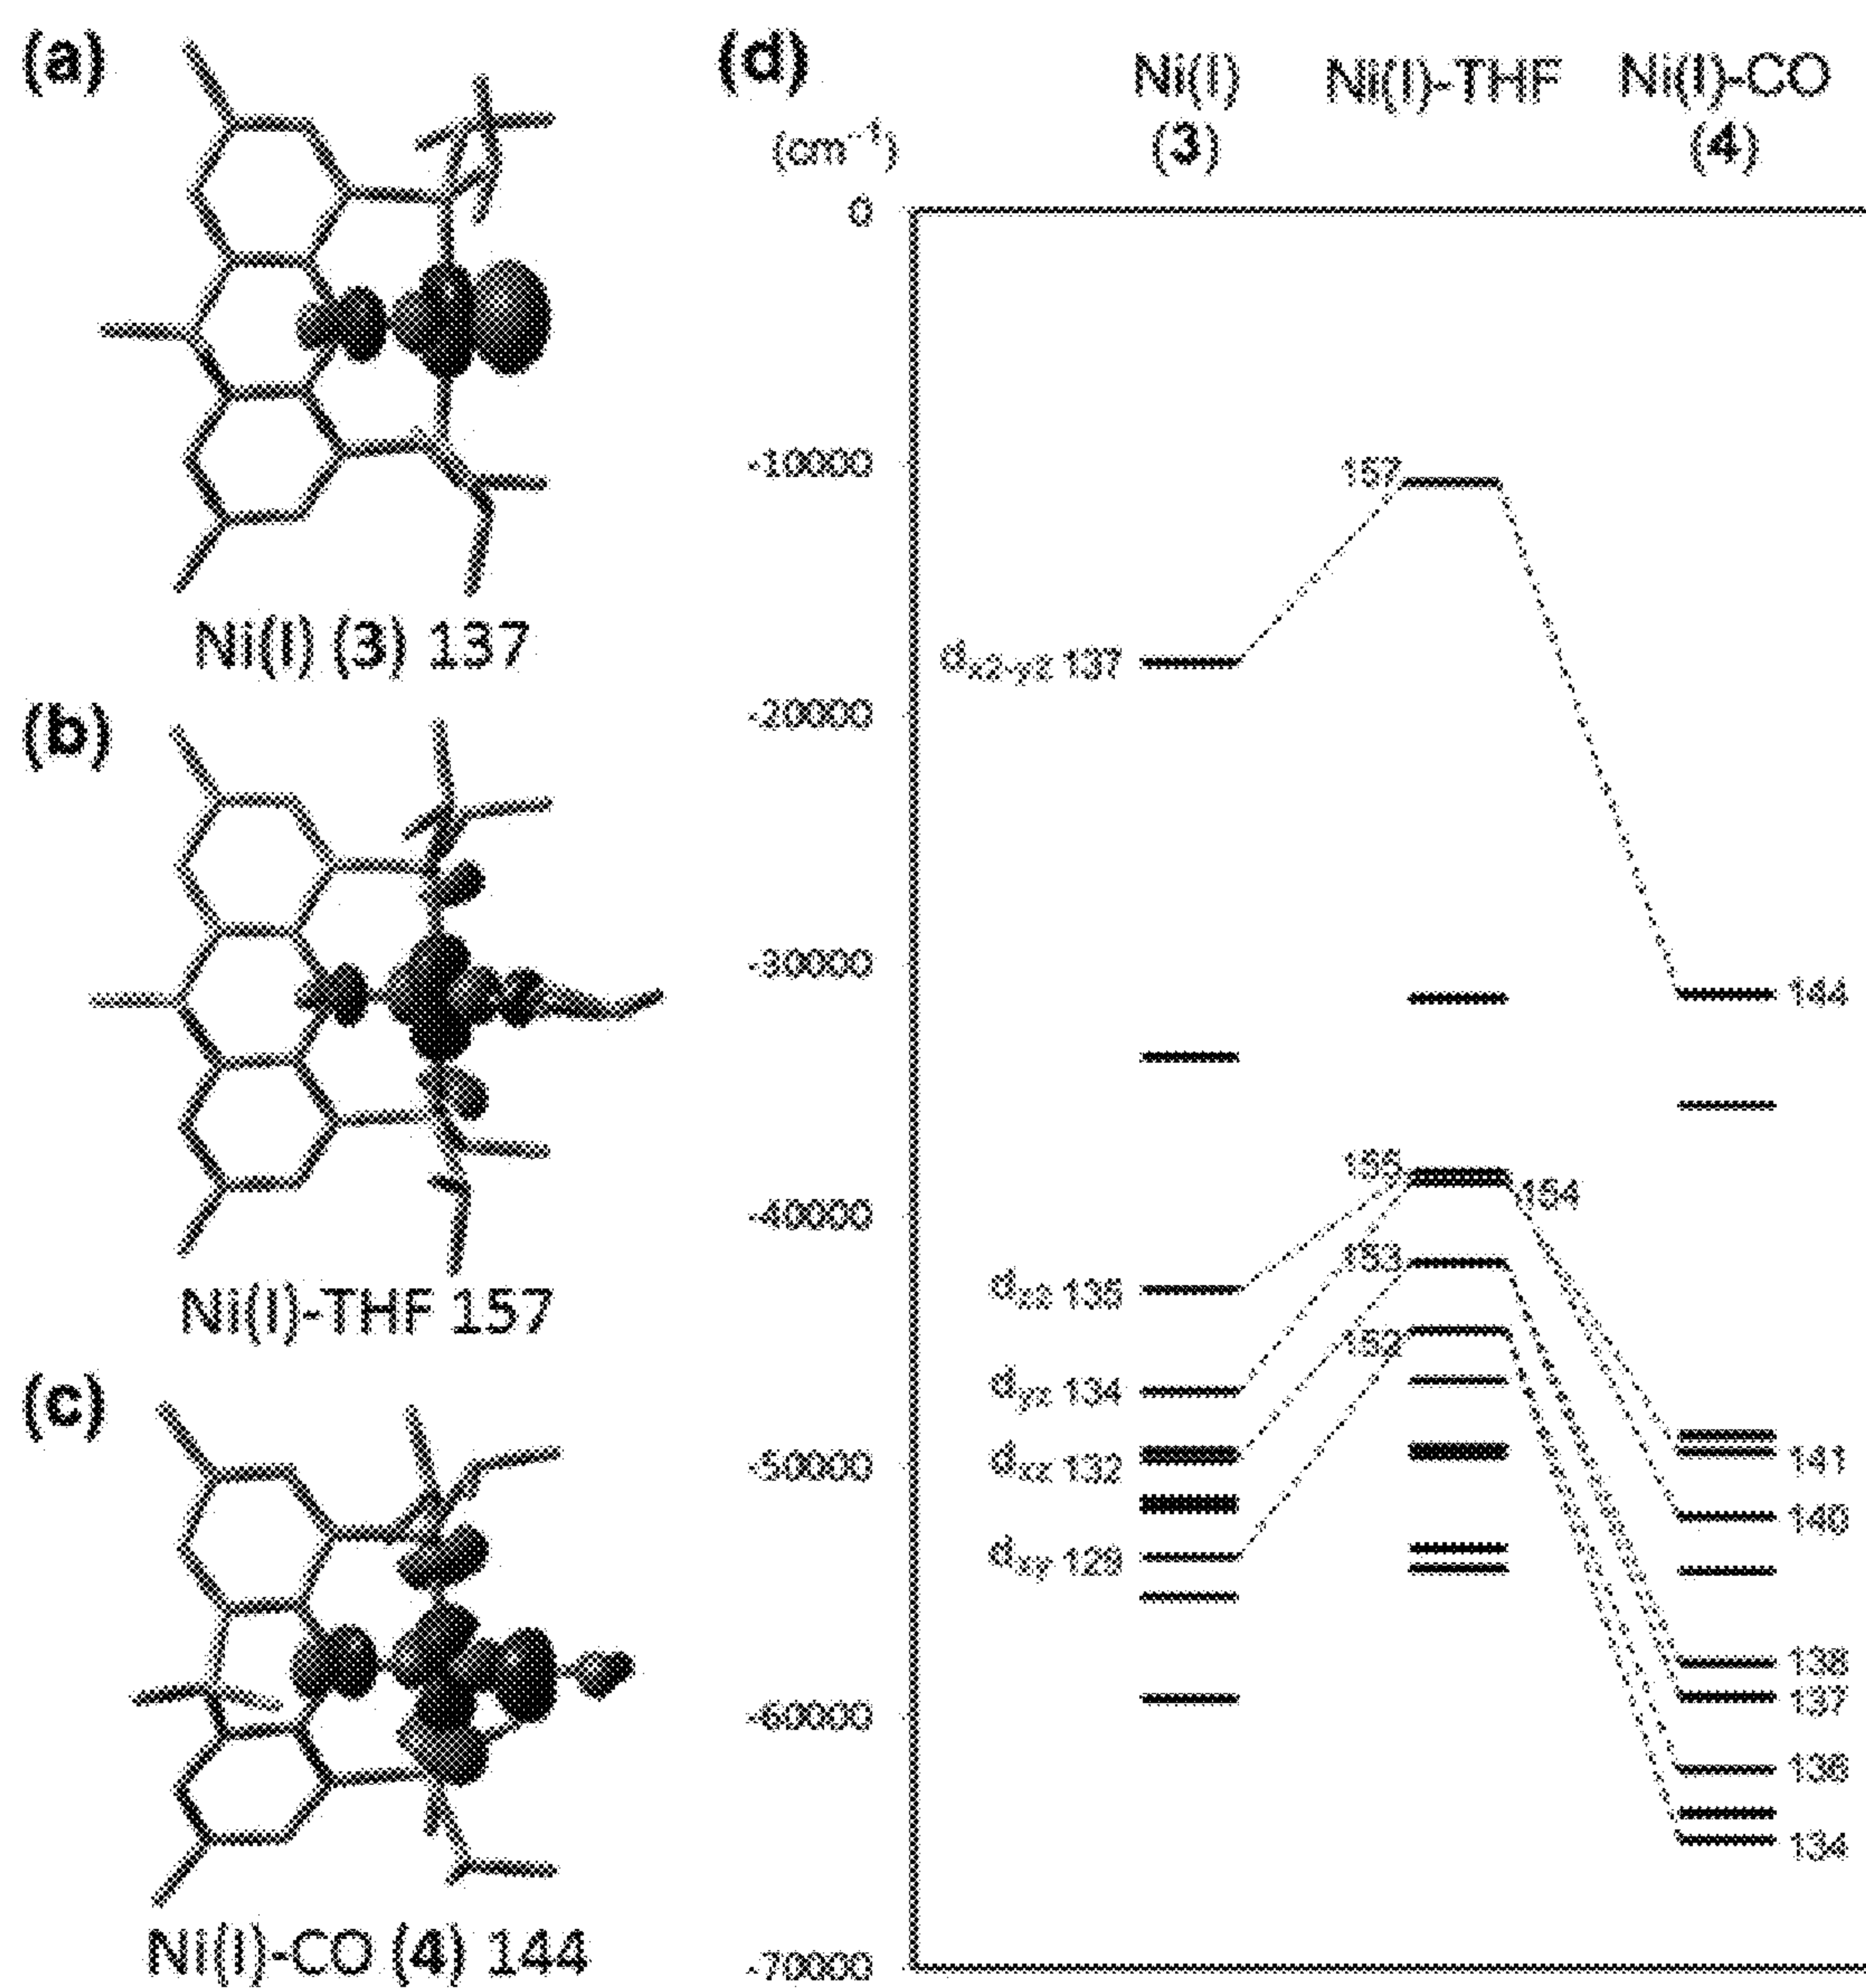 (a)
Ni(I) (3) 137
(b)
Ni(I)-THF 157
(c)
Ni(I)-CO (4) 144
(d)
Ni(I) Ni(I)-THF Ni(I)-CO
(cm-1) (3) (4)
0
-10000
157
dx2-y2 137
-20000
-30000
144
155
154
-40000
153
dz2 135
152
dyz 134
141
-50000
dxz 132
140
dxy 129
138
137
-60000
136
134
-70000